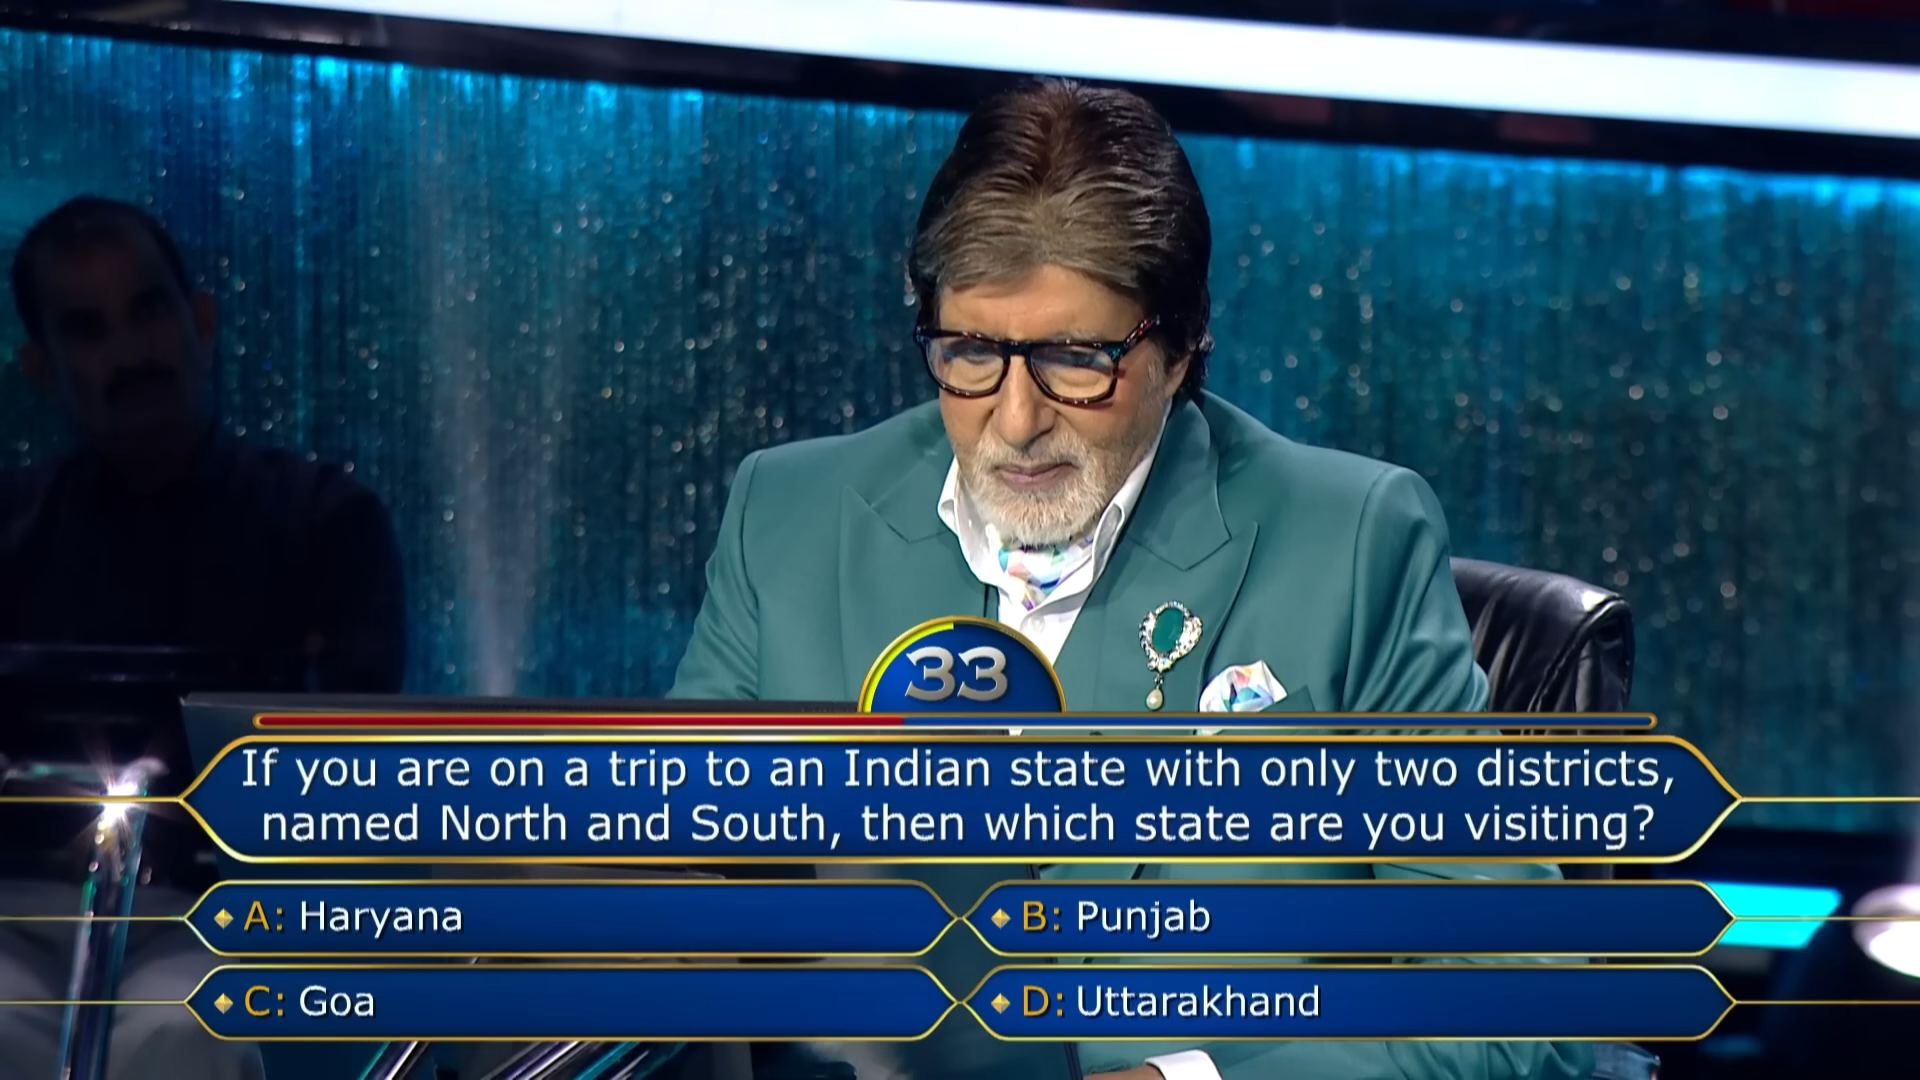 33
If you are on a trip to an Indian state with only two districts,
named North and South, then which state are you visiting?
A: Haryana
B: Punjab
C: Goa
D: Uttarakhand